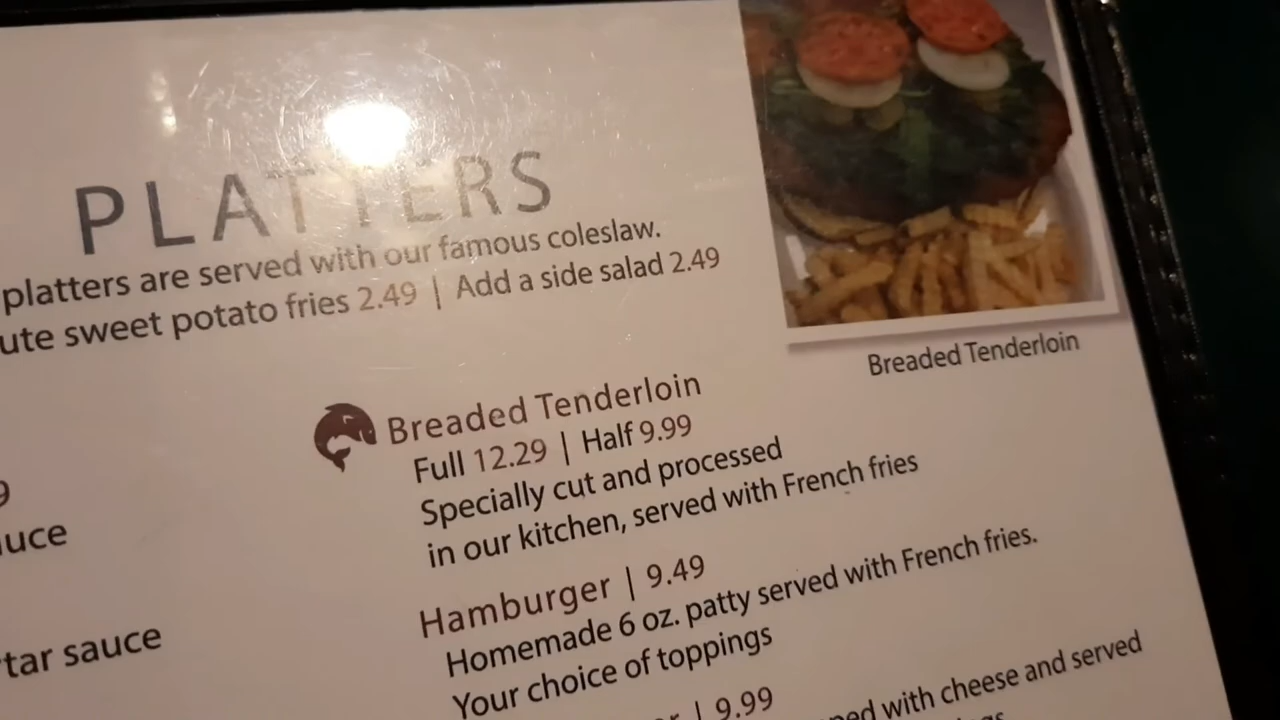 PLATTERS
platters are served with our famous coleslaw.
ute sweet potato fries 2.49 | Add a side salad 2.49
Breaded Tenderloin
Breaded Tenderloin
Full 12.29 | Half 9.99
Specially cut and processed
in our kitchen, served with French fries
9
auce
Hamburger | 9.49
Homemade 6 oz. patty served with French fries.
Your choice of toppings
rtar sauce
r | 9.99
ped with cheese and served